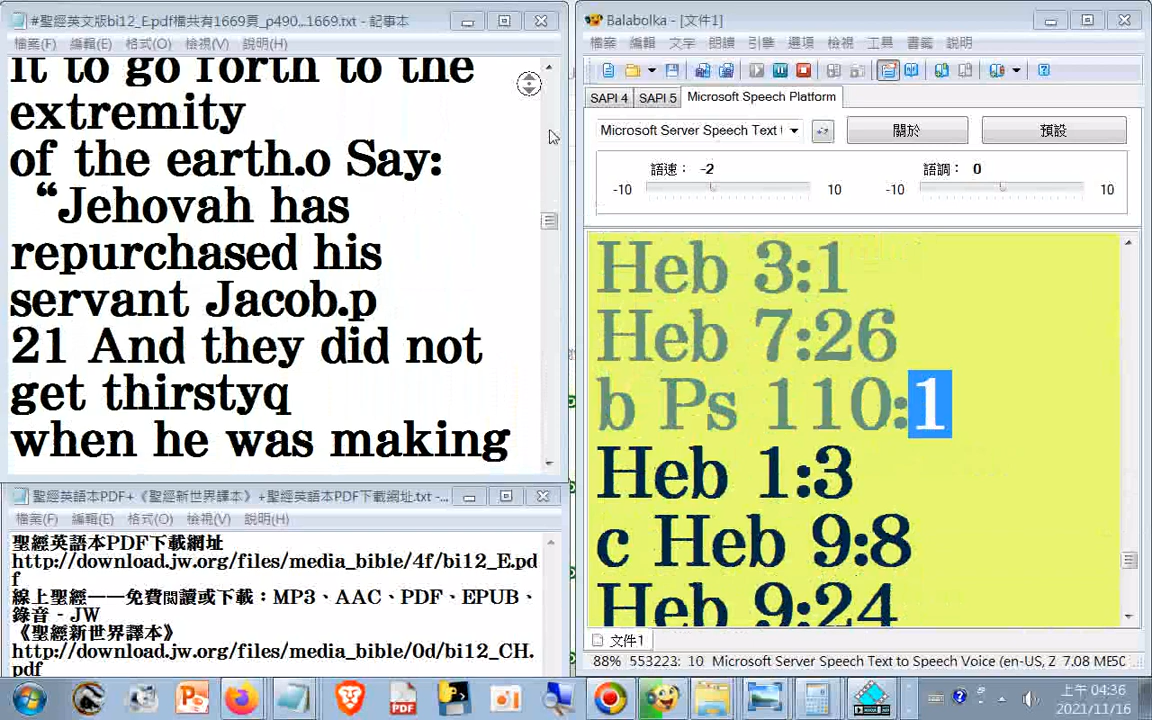 #聖經英文版bi12_E.pdf檔共有1669頁_p490...1669.txt - 記事本
檔案(F) 編輯(E) 格式(O) 檢視(V) 說明(H)
it to go forth to the
extremity
of the earth.o Say:
“Jehovah has
repurchased his
servant Jacob.p
21 And they did not
get thirstyq
when he was making
聖經英語本PDF+《聖經新世界譯本》+聖經英語本PDF下載網址.txt -...
檔案(F) 編輯(E) 格式(O) 檢視(V) 說明(H)
聖經英語本PDF下載網址
http://download.jw.org/files/media_bible/4f/bi12_E.pd
f
線上聖經──免費閱讀或下載：MP3、AAC、PDF、EPUB、
錄音 - JW
《聖經新世界譯本》
http://download.jw.org/files/media_bible/0d/bi12_CH.
pdf
Balabolka - [文件1]
檔案 編輯 文字 朗讀 引擎 選項 檢視 工具 書籤 說明
SAPI 4 SAPI 5 Microsoft Speech Platform
Microsoft Server Speech Text 關於 預設
語速： -2 語調： 0
-10 10 -10 10
Heb 3:1
Heb 7:26
b Ps 110:1
Heb 1:3
c Heb 9:8
Heb 9:24
文件1
88% 553223: 10 Microsoft Server Speech Text to Speech Voice (en-US, Z 7.08 ME50
上午 04:36
2021/11/16